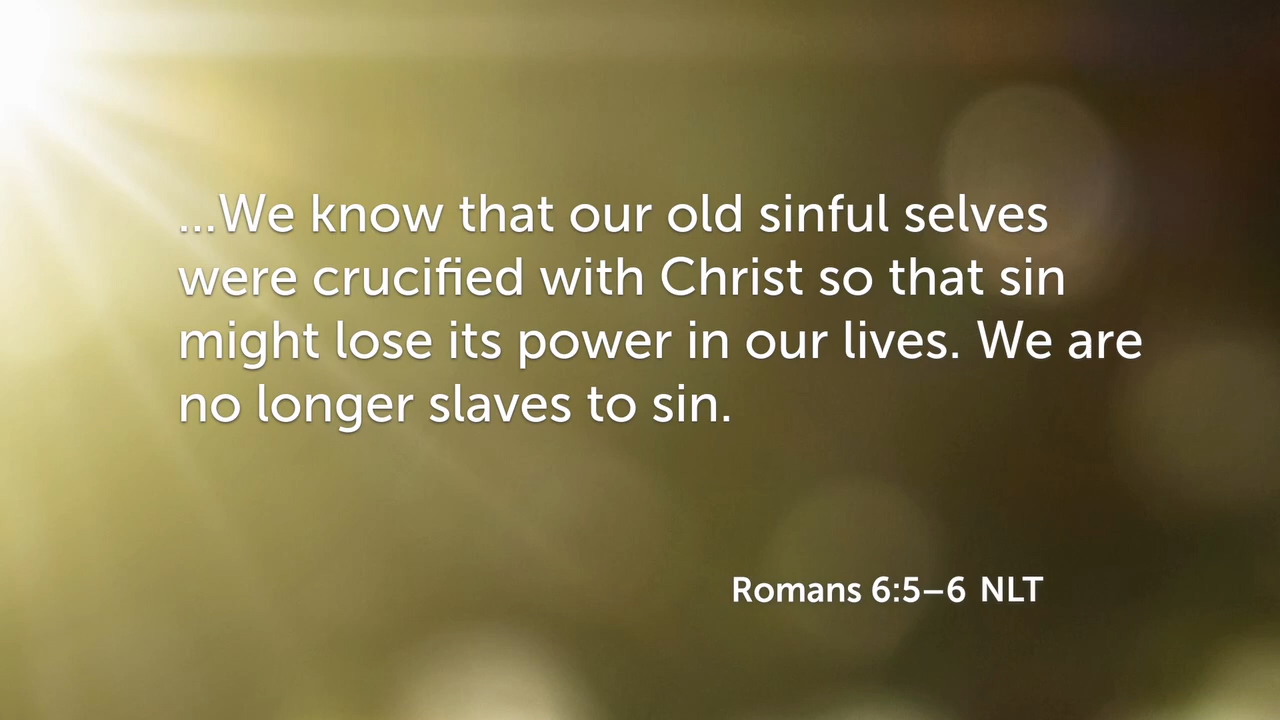 ...We know that our old sinful selves
were crucified with Christ so that sin
might lose its power in our lives. We are
no longer slaves to sin.
Romans 6:5–6 NLT